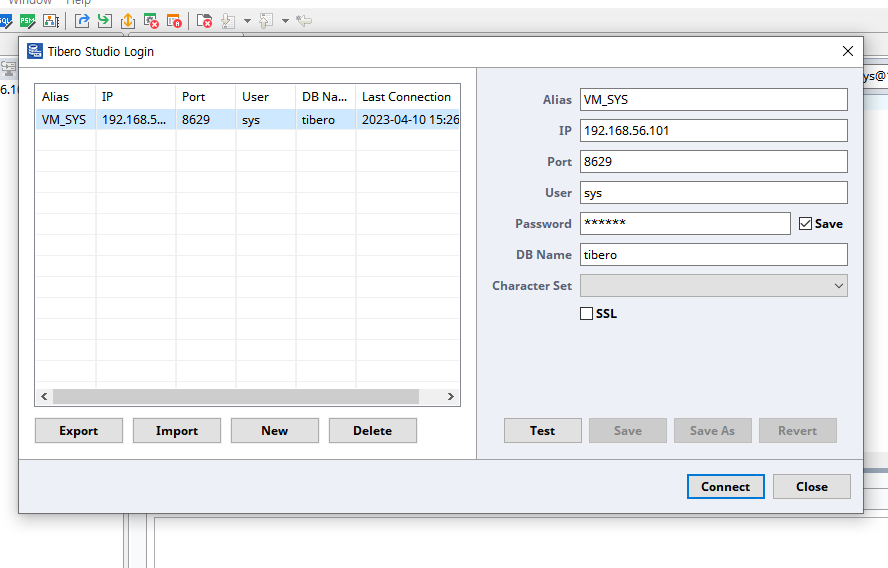 Window Help
SQL PSM
Tibero Studio Login
Alias IP Port User DB Na... Last Connection
VM_SYS 192.168.5... 8629 sys tibero 2023-04-10 15:26
Alias VM_SYS
IP 192.168.56.101
Port 8629
User sys
Password ****** Save
DB Name tibero
Character Set
SSL
Export Import New Delete
Test Save Save As Revert
Connect Close